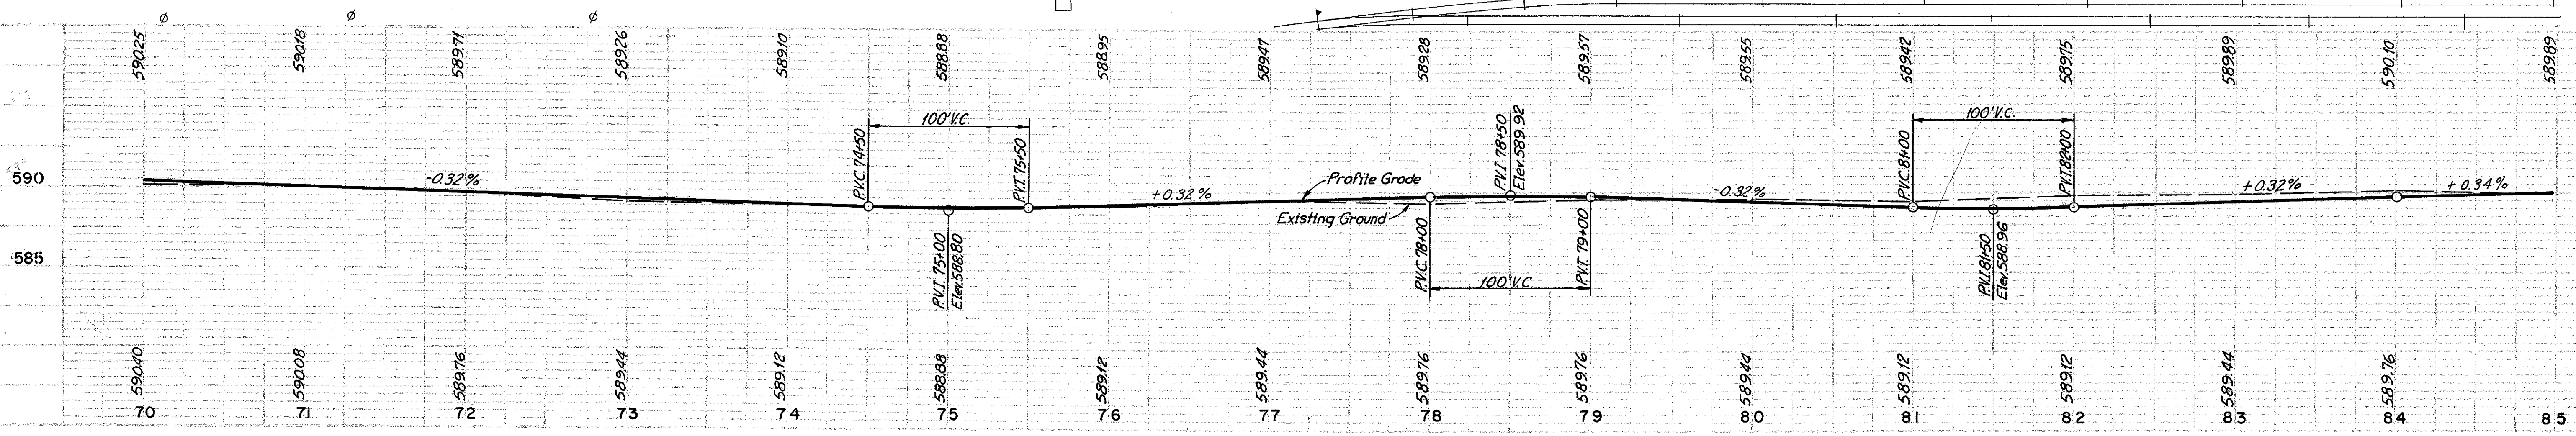 ø ø ø
590.25 590.18 589.71 589.26 589.10 588.88 588.95 589.47 589.28 589.57 589.55 589.42 589.75 589.89 590.10 589.89
100' V.C.
P.V.C. 74+50
P.V.T. 75+50
P.V.I. 78+50
Elev. 589.92
100' V.C.
P.V.C. 81+00
P.V.T. 82+00
590
-0.32%
+0.32%
Profile Grade
-0.32%
+0.32%
+0.34%
Existing Ground
585
P.V.I. 75+00
Elev. 588.80
P.V.C. 78+00
P.V.T. 79+00
100' V.C.
P.V.I. 81+50
Elev. 588.96
590.40 590.08 589.76 589.44 589.12 588.88 589.12 589.44 589.76 589.76 589.44 589.12 589.12 589.44 589.76
70 71 72 73 74 75 76 77 78 79 80 81 82 83 84 85